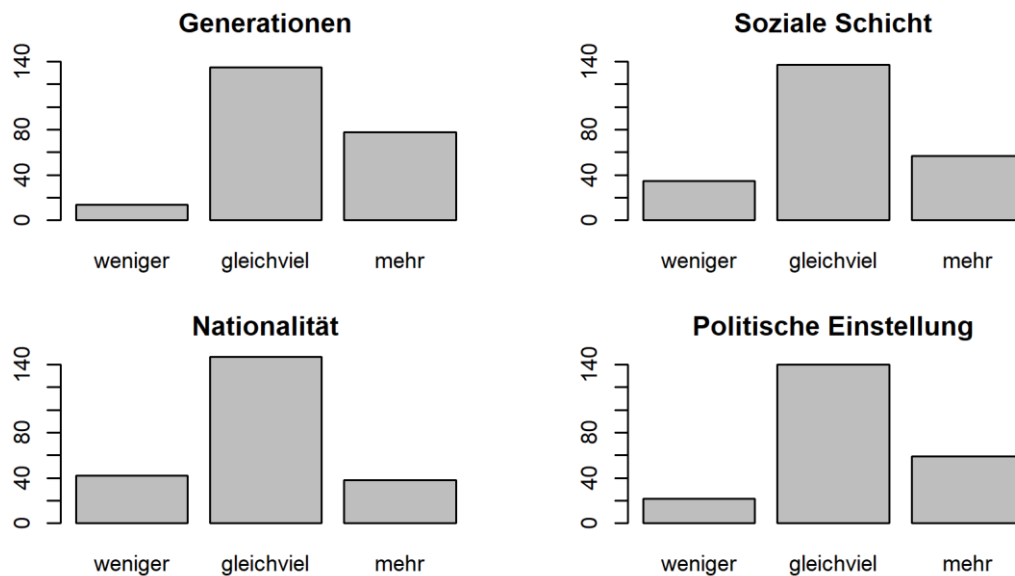 Generationen
140
80
40
0
weniger gleichviel mehr
Soziale Schicht
140
80
40
0
weniger gleichviel mehr
Nationalität
140
80
40
0
weniger gleichviel mehr
Politische Einstellung
140
80
40
0
weniger gleichviel mehr